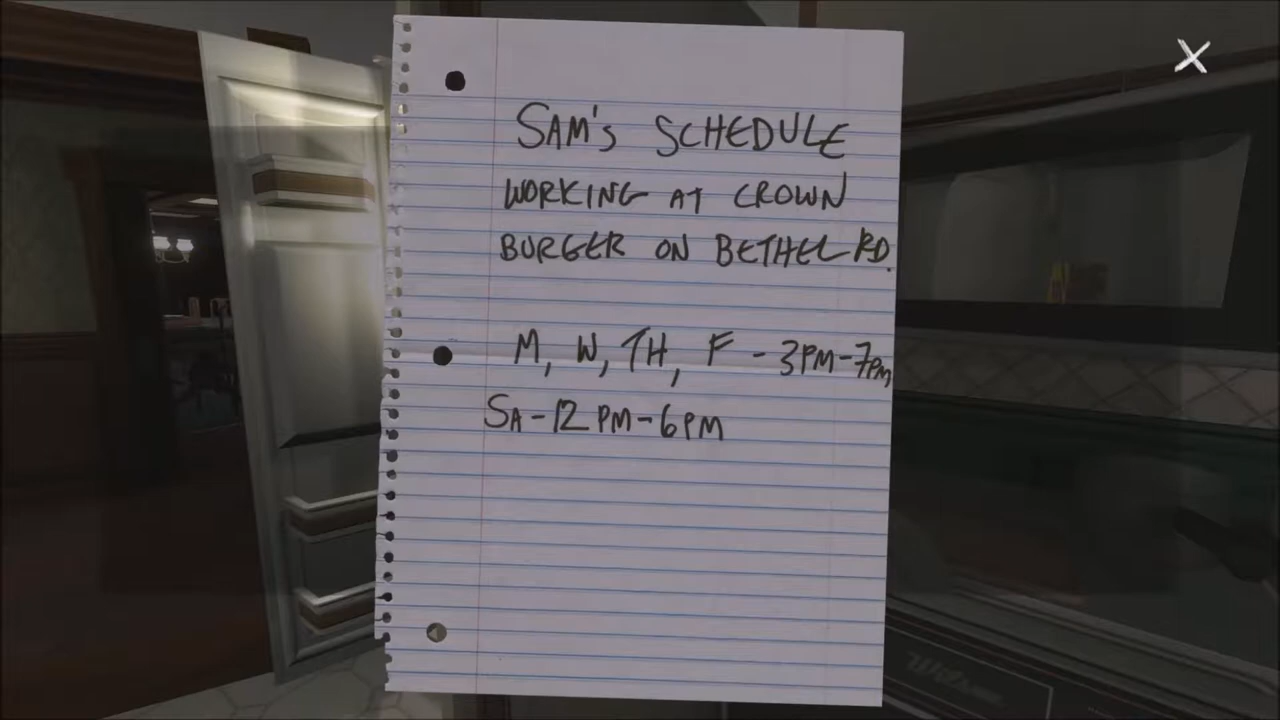 SAM'S SCHEDULE
WORKING AT CROWN
BURGER ON BETHEL RD.
M, W, TH, F - 3PM-7PM,
SA-12 PM-6PM